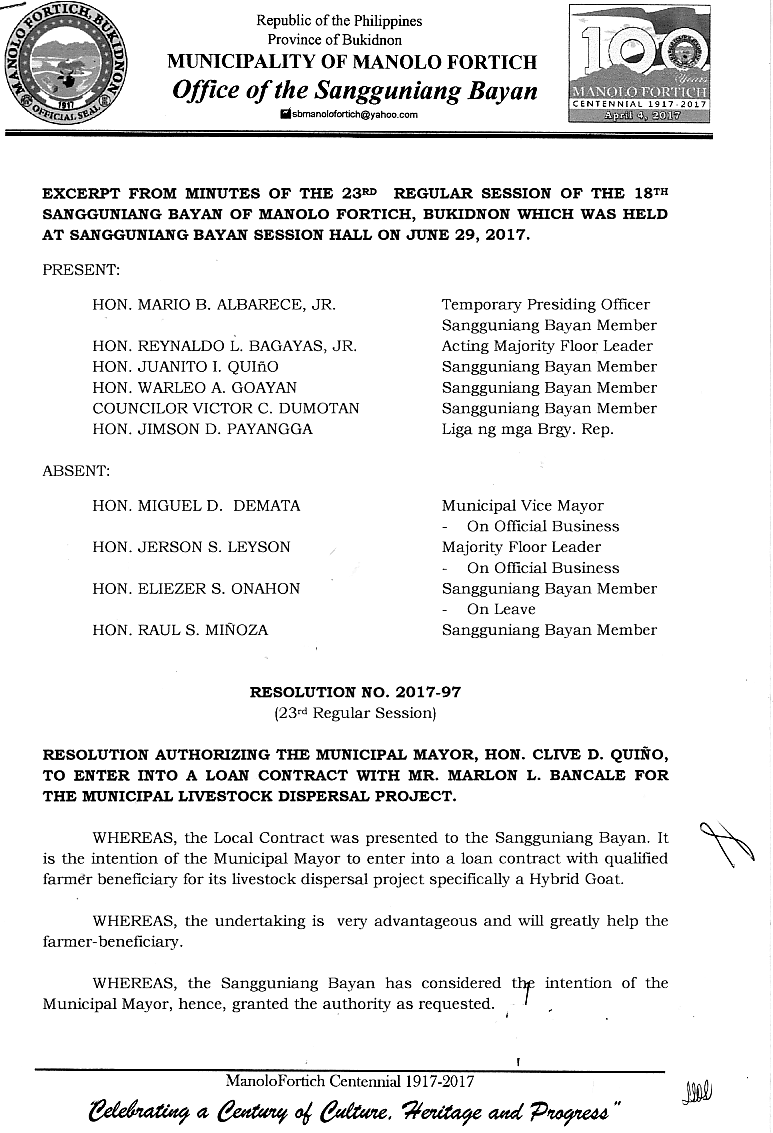 MANOLO FORTICH, BUKIDNON
1917
OFFICIAL SEAL
Republic of the Philippines
Province of Bukidnon
MUNICIPALITY OF MANOLO FORTICH
Office of the Sangguniang Bayan
sbmanolofortich@yahoo.com
100
Years
MANOLO FORTICH
CENTENNIAL 1917-2017
April 4, 2017
EXCERPT FROM MINUTES OF THE 23RD REGULAR SESSION OF THE 18TH
SANGGUNIANG BAYAN OF MANOLO FORTICH, BUKIDNON WHICH WAS HELD
AT SANGGUNIANG BAYAN SESSION HALL ON JUNE 29, 2017.
PRESENT:
HON. MARIO B. ALBARECE, JR. Temporary Presiding Officer
Sangguniang Bayan Member
HON. REYNALDO L. BAGAYAS, JR. Acting Majority Floor Leader
HON. JUANITO I. QUIñO Sangguniang Bayan Member
HON. WARLEO A. GOAYAN Sangguniang Bayan Member
COUNCILOR VICTOR C. DUMOTAN Sangguniang Bayan Member
HON. JIMSON D. PAYANGGA Liga ng mga Brgy. Rep.
ABSENT:
HON. MIGUEL D. DEMATA Municipal Vice Mayor
- On Official Business
HON. JERSON S. LEYSON Majority Floor Leader
- On Official Business
HON. ELIEZER S. ONAHON Sangguniang Bayan Member
- On Leave
HON. RAUL S. MIÑOZA Sangguniang Bayan Member
RESOLUTION NO. 2017-97
(23rd Regular Session)
RESOLUTION AUTHORIZING THE MUNICIPAL MAYOR, HON. CLIVE D. QUIÑO,
TO ENTER INTO A LOAN CONTRACT WITH MR. MARLON L. BANCALE FOR
THE MUNICIPAL LIVESTOCK DISPERSAL PROJECT.
WHEREAS, the Local Contract was presented to the Sangguniang Bayan. It
is the intention of the Municipal Mayor to enter into a loan contract with qualified
farmer beneficiary for its livestock dispersal project specifically a Hybrid Goat.
WHEREAS, the undertaking is very advantageous and will greatly help the
farmer-beneficiary.
WHEREAS, the Sangguniang Bayan has considered the intention of the
Municipal Mayor, hence, granted the authority as requested.
ManoloFortich Centennial 1917-2017
"Celebrating a Century of Culture, Heritage and Progress"